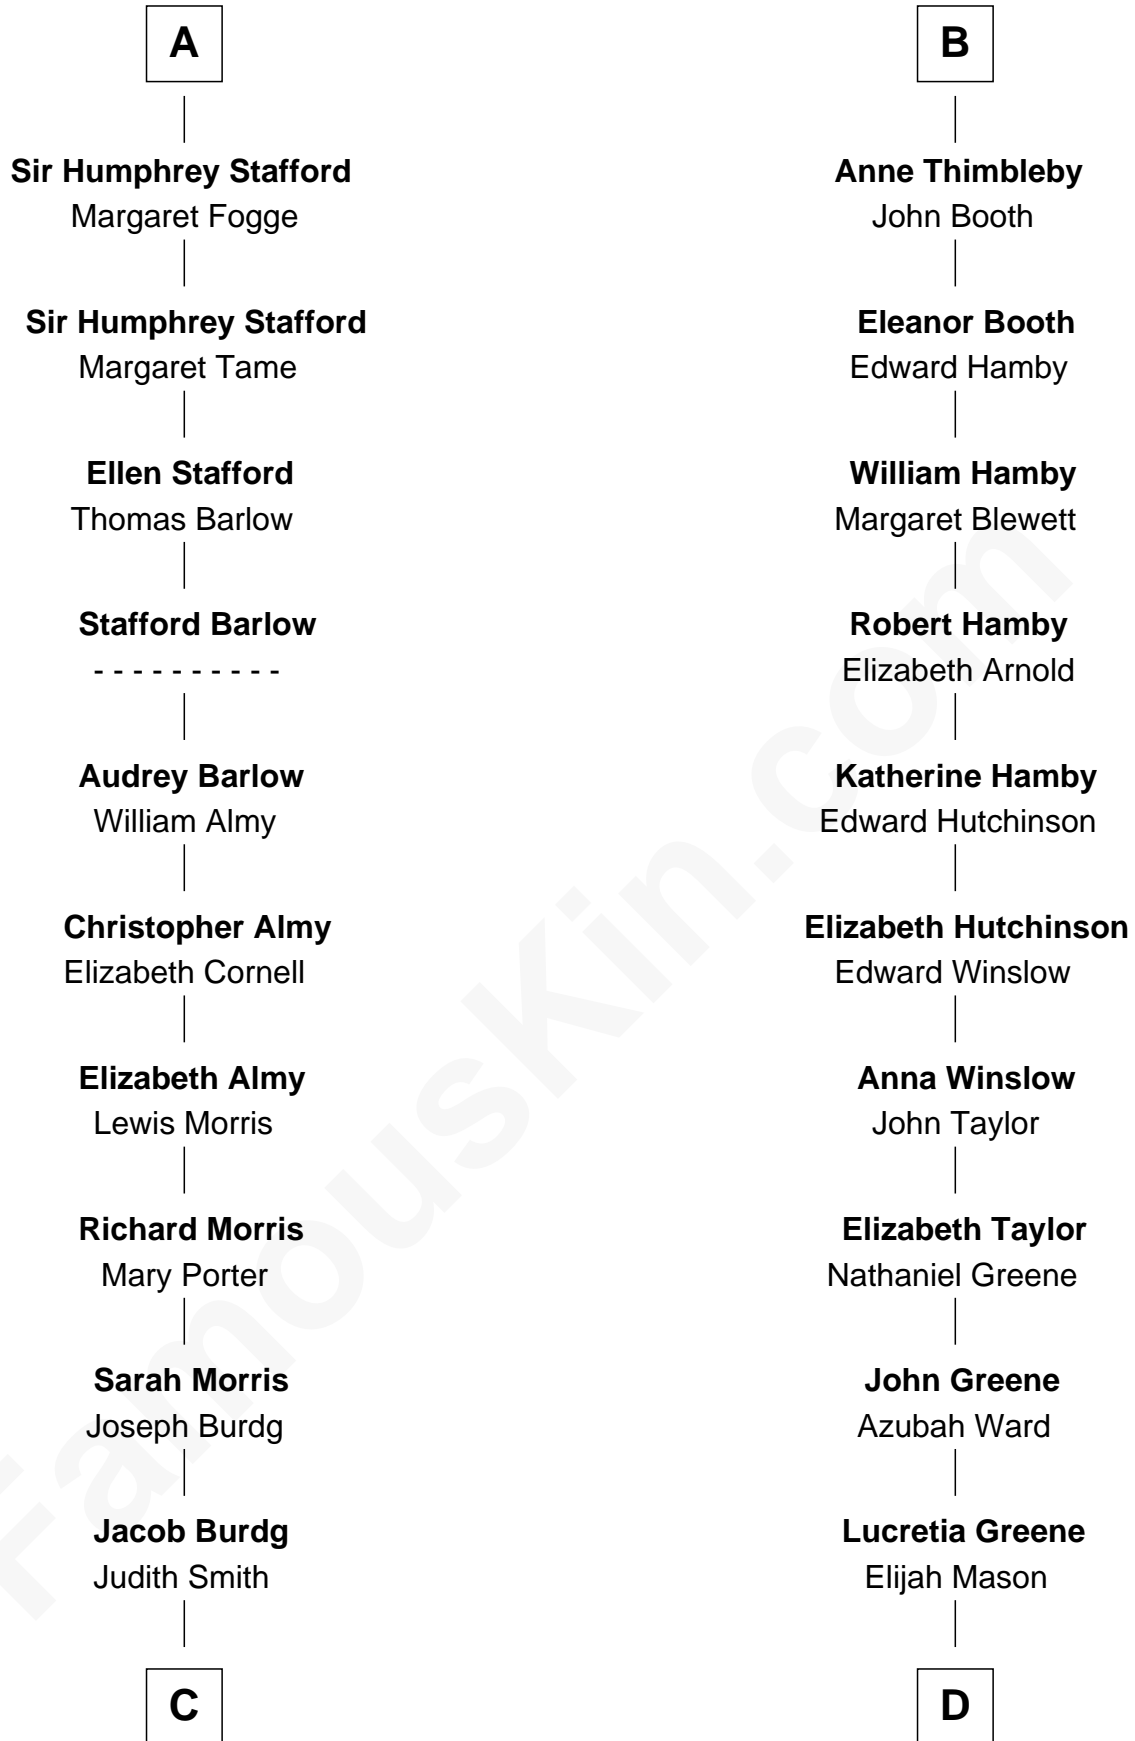 A
Sir Humphrey Stafford
Margaret Fogge
Sir Humphrey Stafford
Margaret Tame
Ellen Stafford
Thomas Barlow
Stafford Barlow
- - - - - - - - - -
Audrey Barlow
William Almy
Christopher Almy
Elizabeth Cornell
Elizabeth Almy
Lewis Morris
Richard Morris
Mary Porter
Sarah Morris
Joseph Burdg
Jacob Burdg
Judith Smith
C
B
Anne Thimbleby
John Booth
Eleanor Booth
Edward Hamby
William Hamby
Margaret Blewett
Robert Hamby
Elizabeth Arnold
Katherine Hamby
Edward Hutchinson
Elizabeth Hutchinson
Edward Winslow
Anna Winslow
John Taylor
Elizabeth Taylor
Nathaniel Greene
John Greene
Azubah Ward
Lucretia Greene
Elijah Mason
D
FamousKin.com